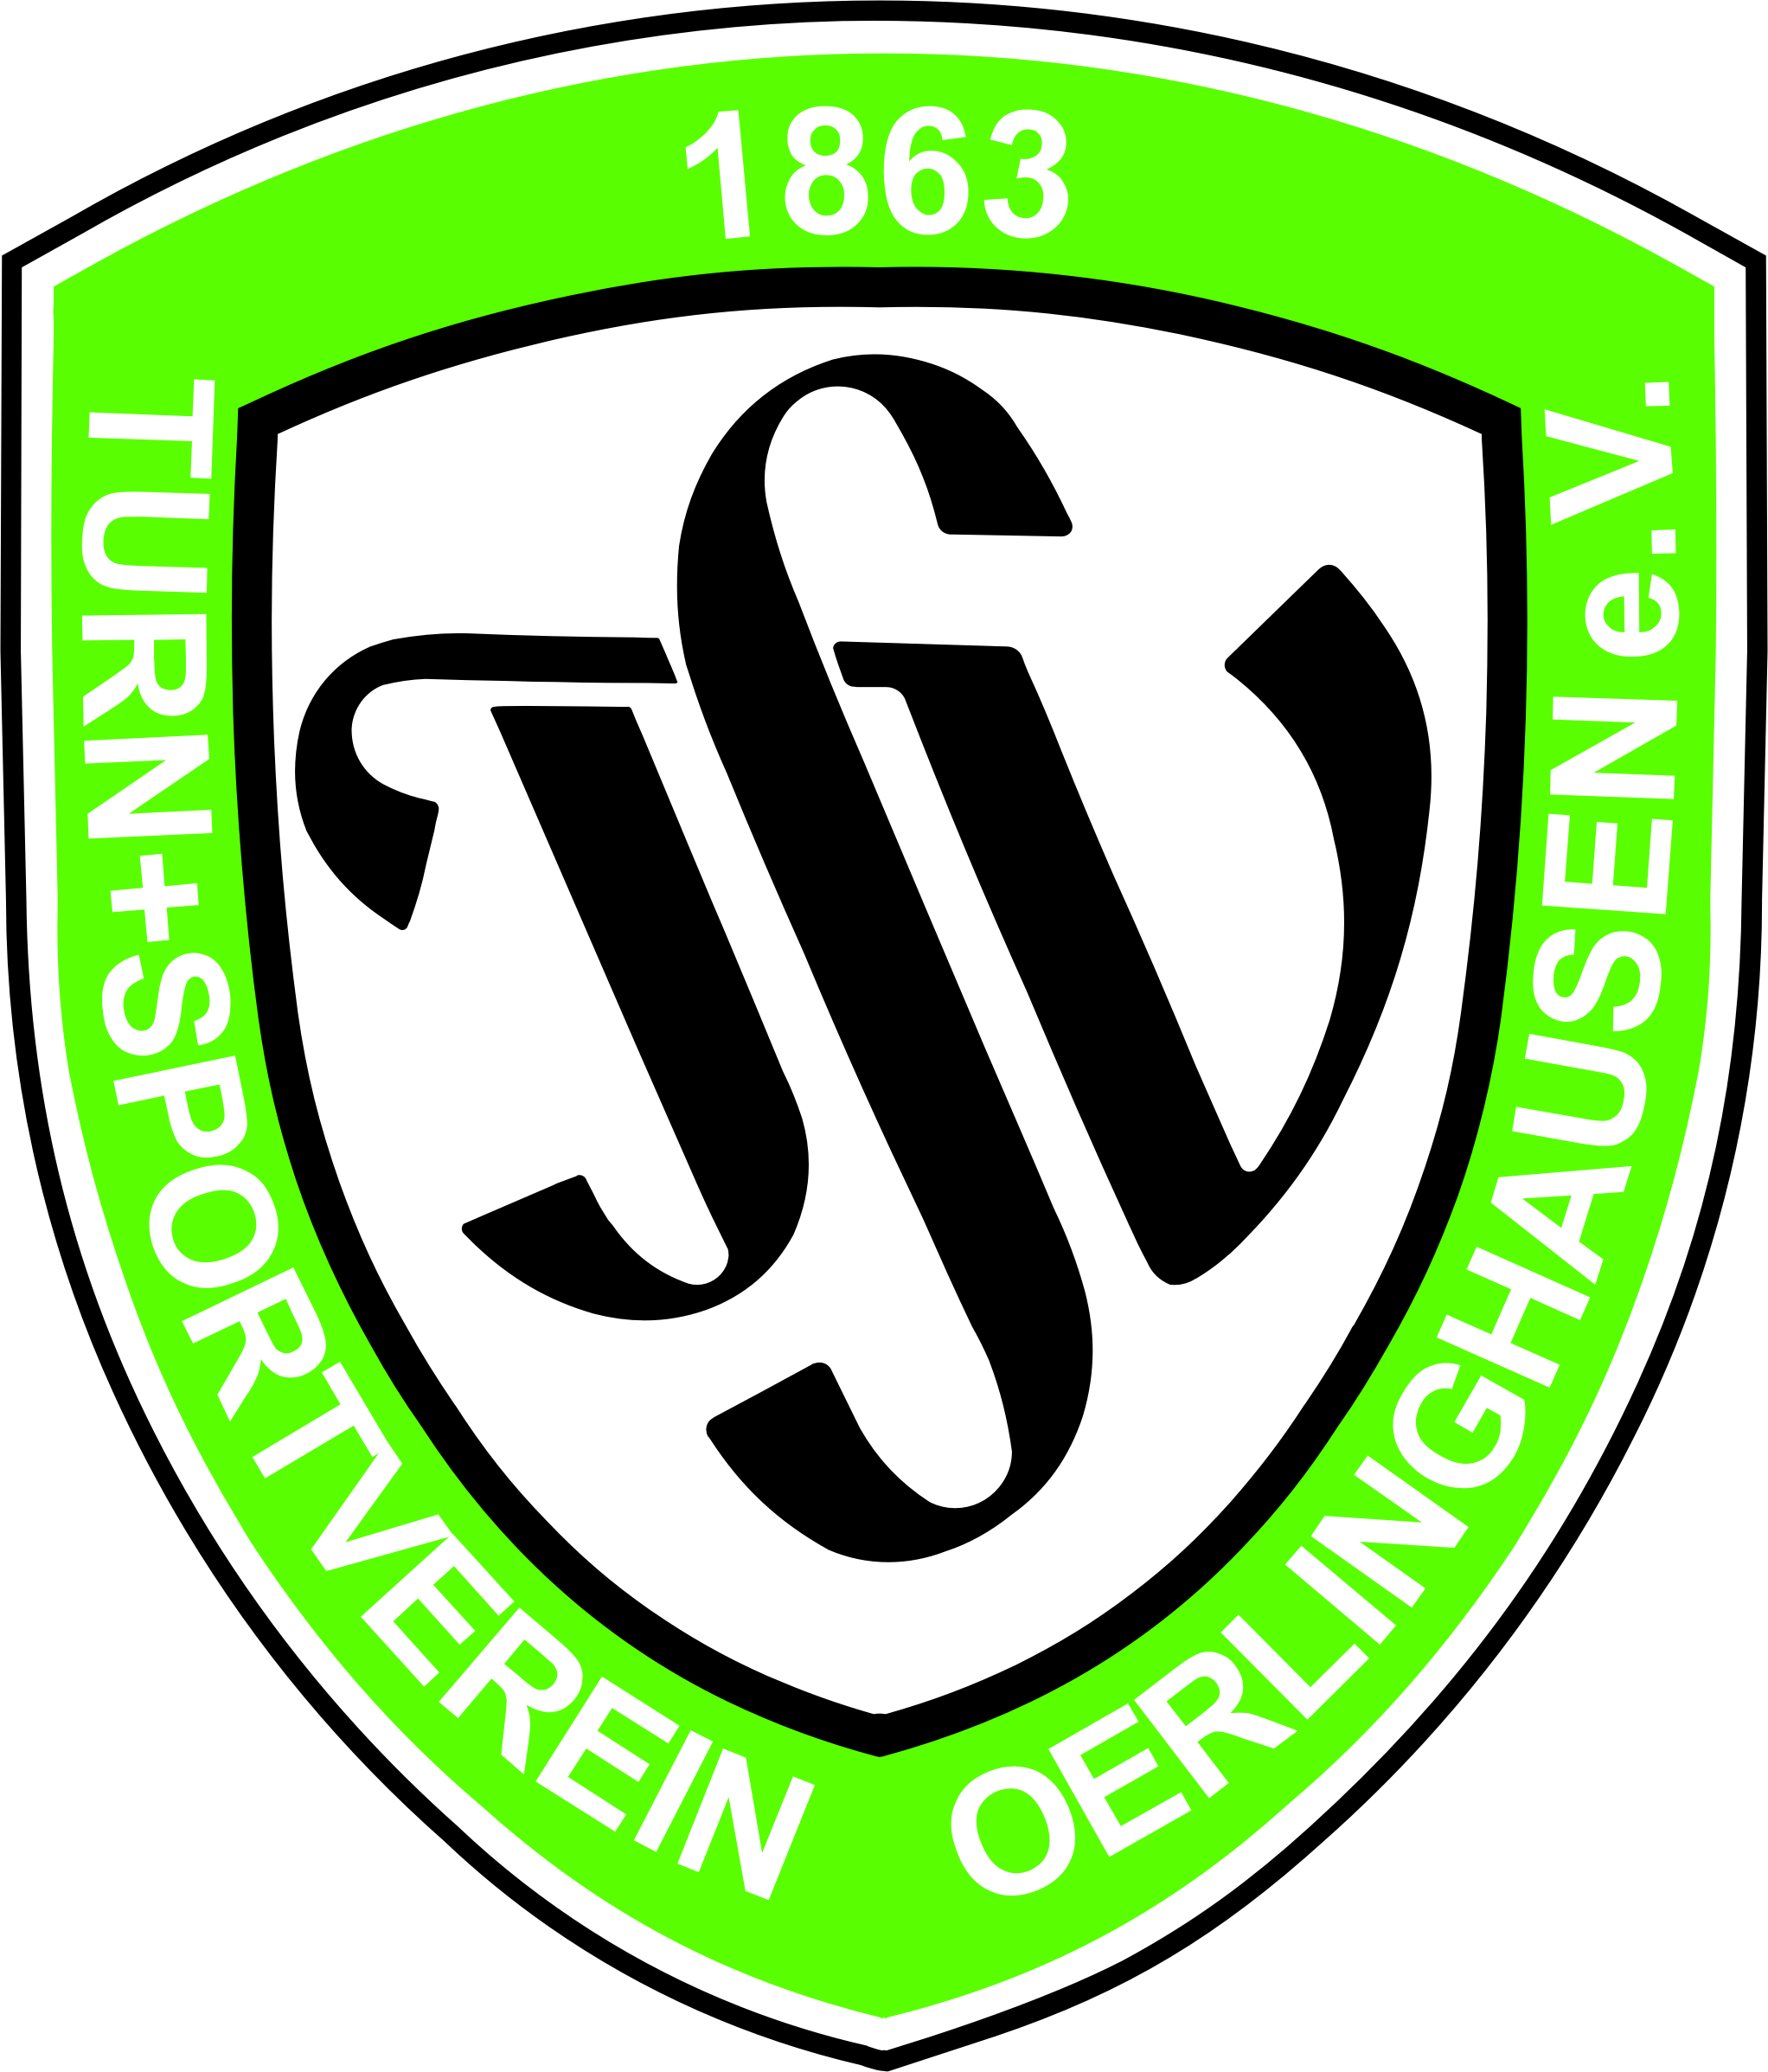 1863
TURN+SPORTVEREIN
OERLINGHAUSEN e.V.
TSV